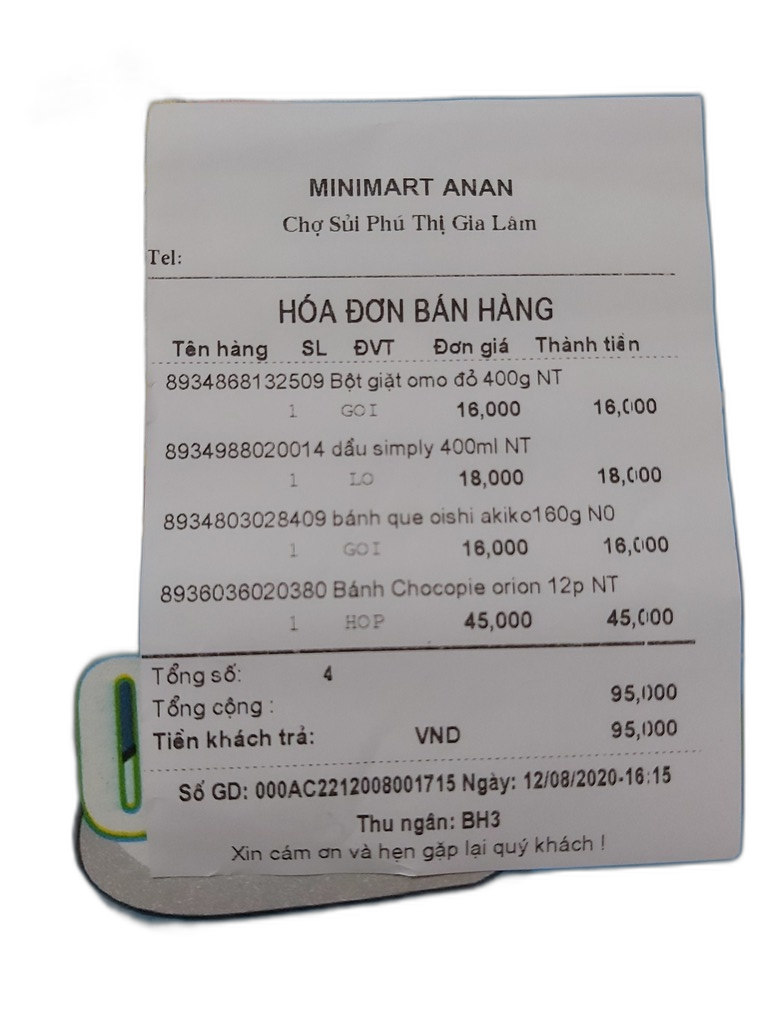 MINIMART ANAN
Chợ Sủi Phú Thị Gia Lâm
Tel:
HÓA ĐƠN BÁN HÀNG
Tên hàng SL ĐVT Đơn giá Thành tiền
8934868132509 Bột giặt omo đỏ 400g NT
1 GOI 16,000 16,000
8934988020014 dầu simply 400ml NT
1 LO 18,000 18,000
8934803028409 bánh que oishi akiko160g N0
1 GOI 16,000 16,000
8936036020380 Bánh Chocopie orion 12p NT
1 HOP 45,000 45,000
Tổng số: 4
Tổng cộng : 95,000
Tiền khách trả: VND 95,000
Số GD: 000AC2212008001715 Ngày: 12/08/2020-16:15
Thu ngân: BH3
Xin cám ơn và hẹn gặp lại quý khách !